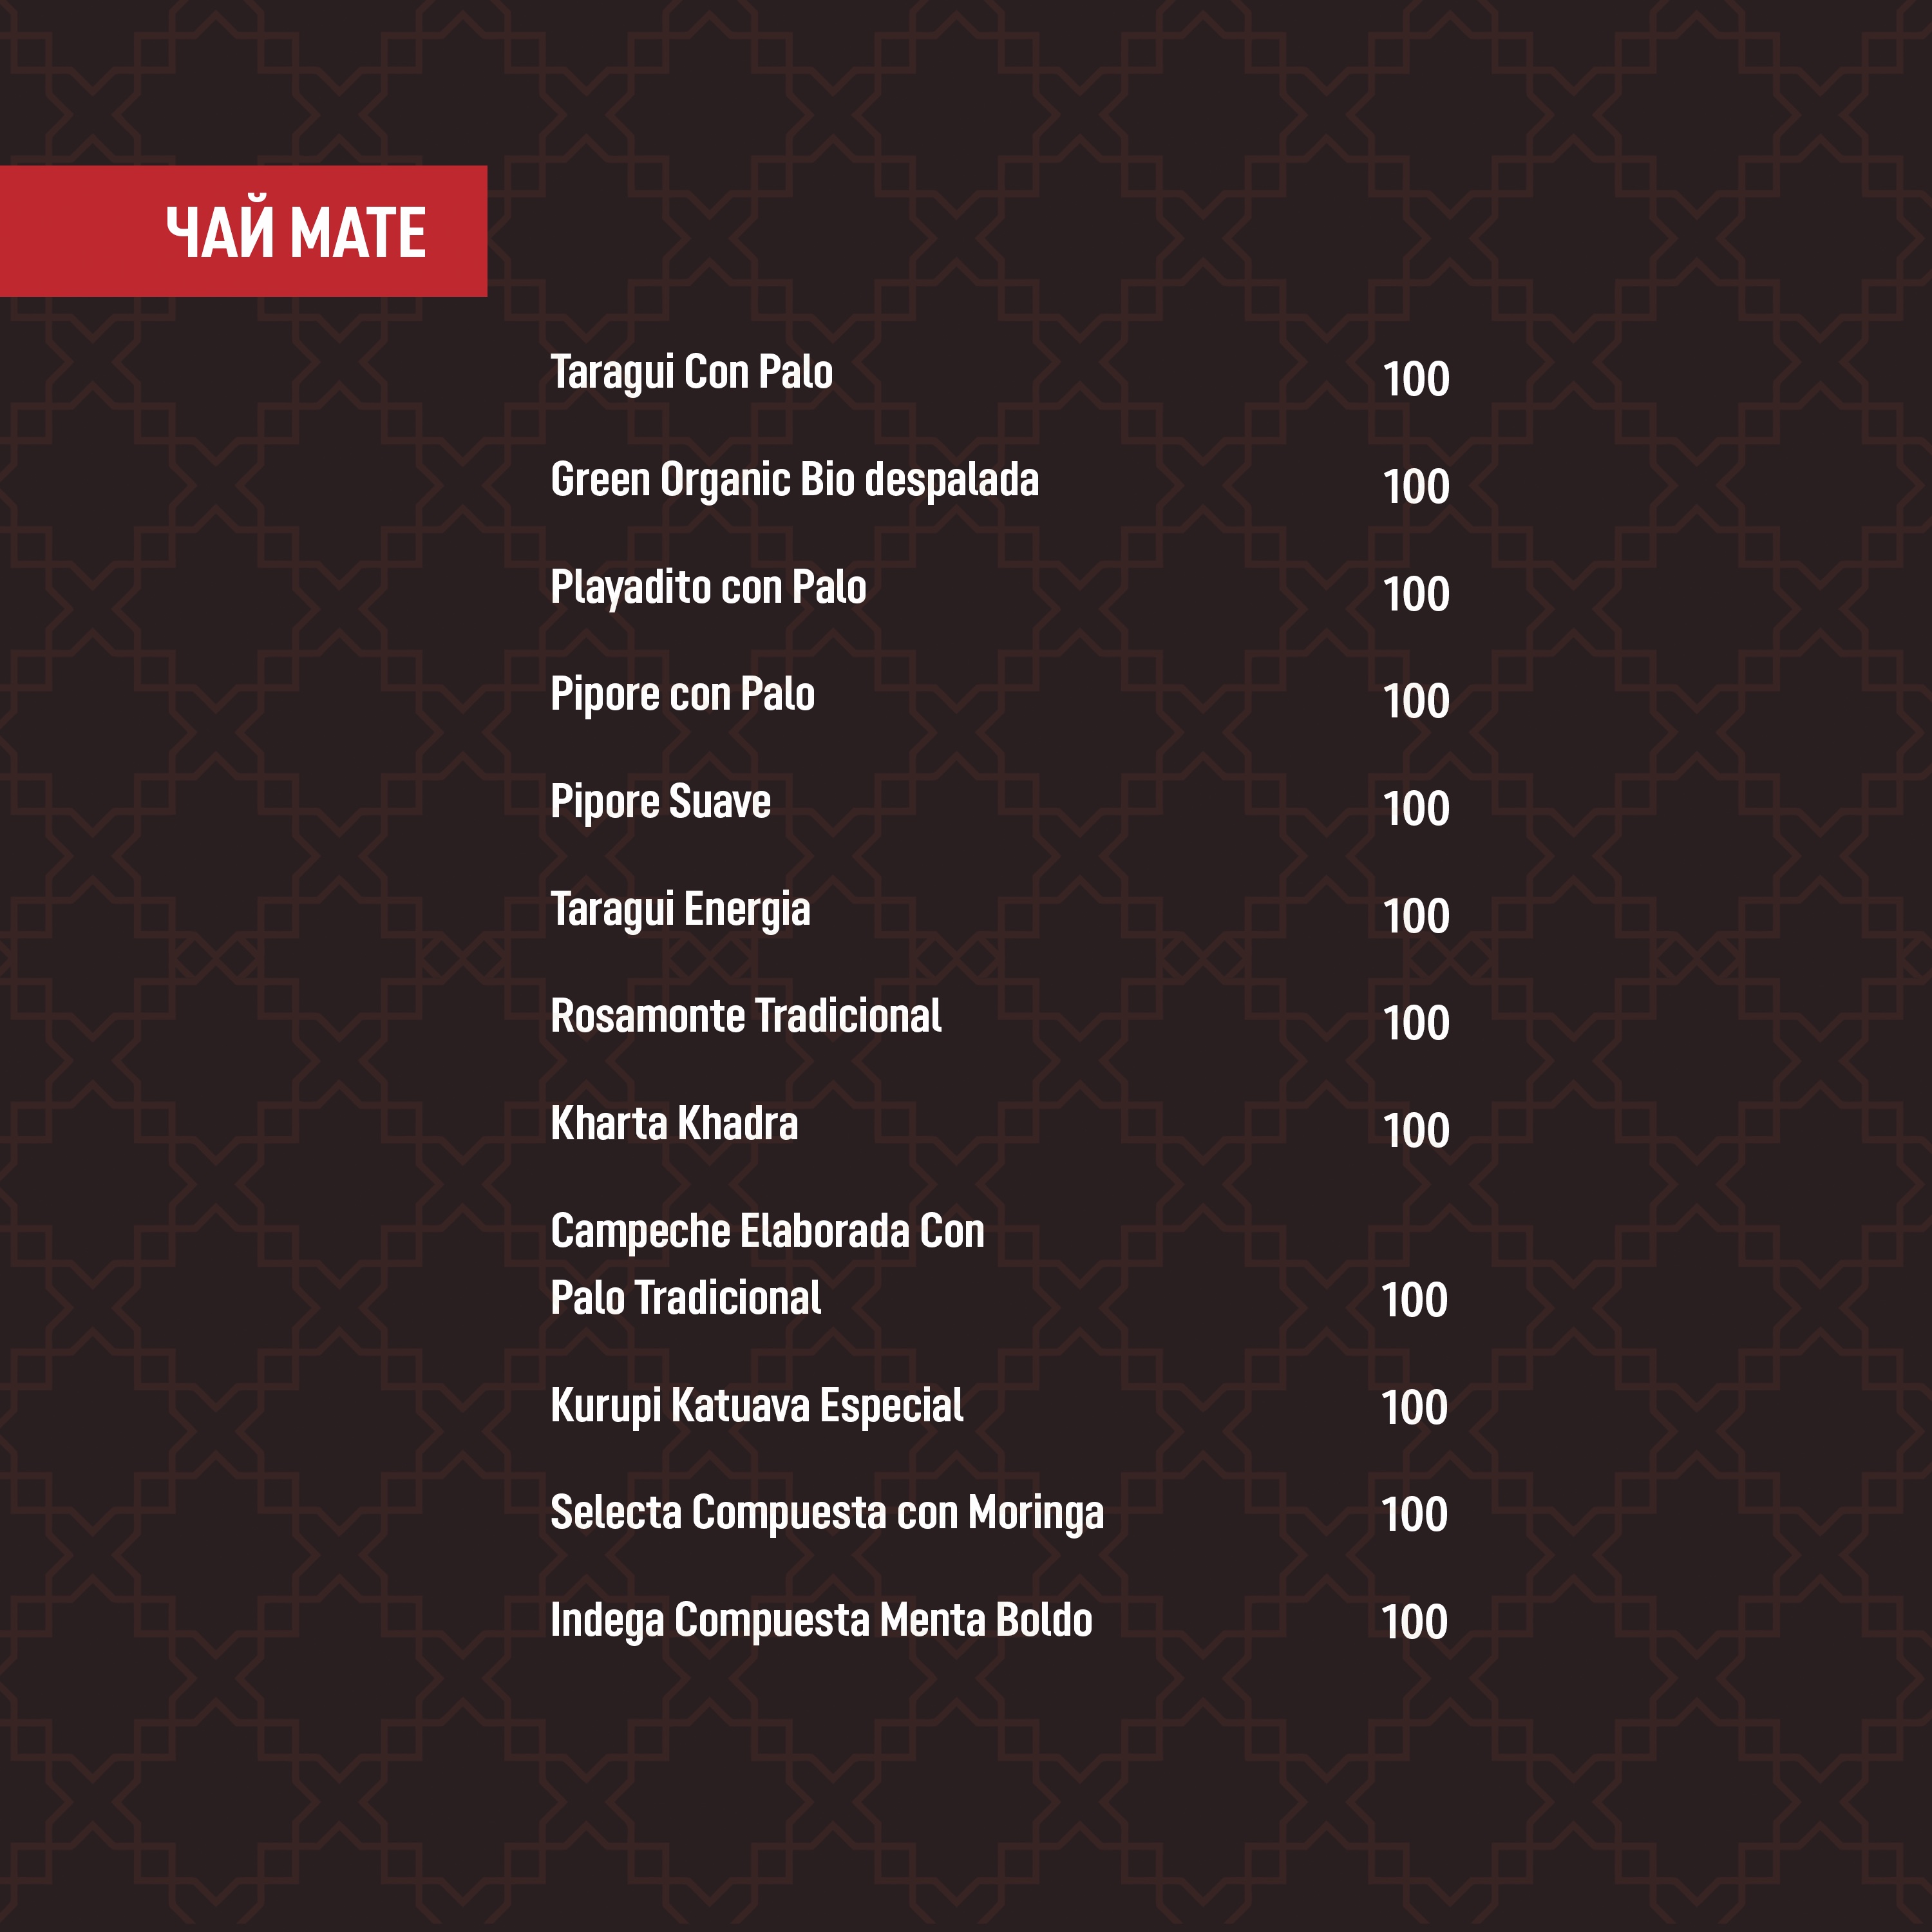 ЧАЙ МАТЕ
Taragui Con Palo 100
Green Organic Bio despalada 100
Playadito con Palo 100
Pipore con Palo 100
Pipore Suave 100
Taragui Energia 100
Rosamonte Tradicional 100
Kharta Khadra 100
Campeche Elaborada Con
Palo Tradicional 100
Kurupi Katuava Especial 100
Selecta Compuesta con Moringa 100
Indega Compuesta Menta Boldo 100